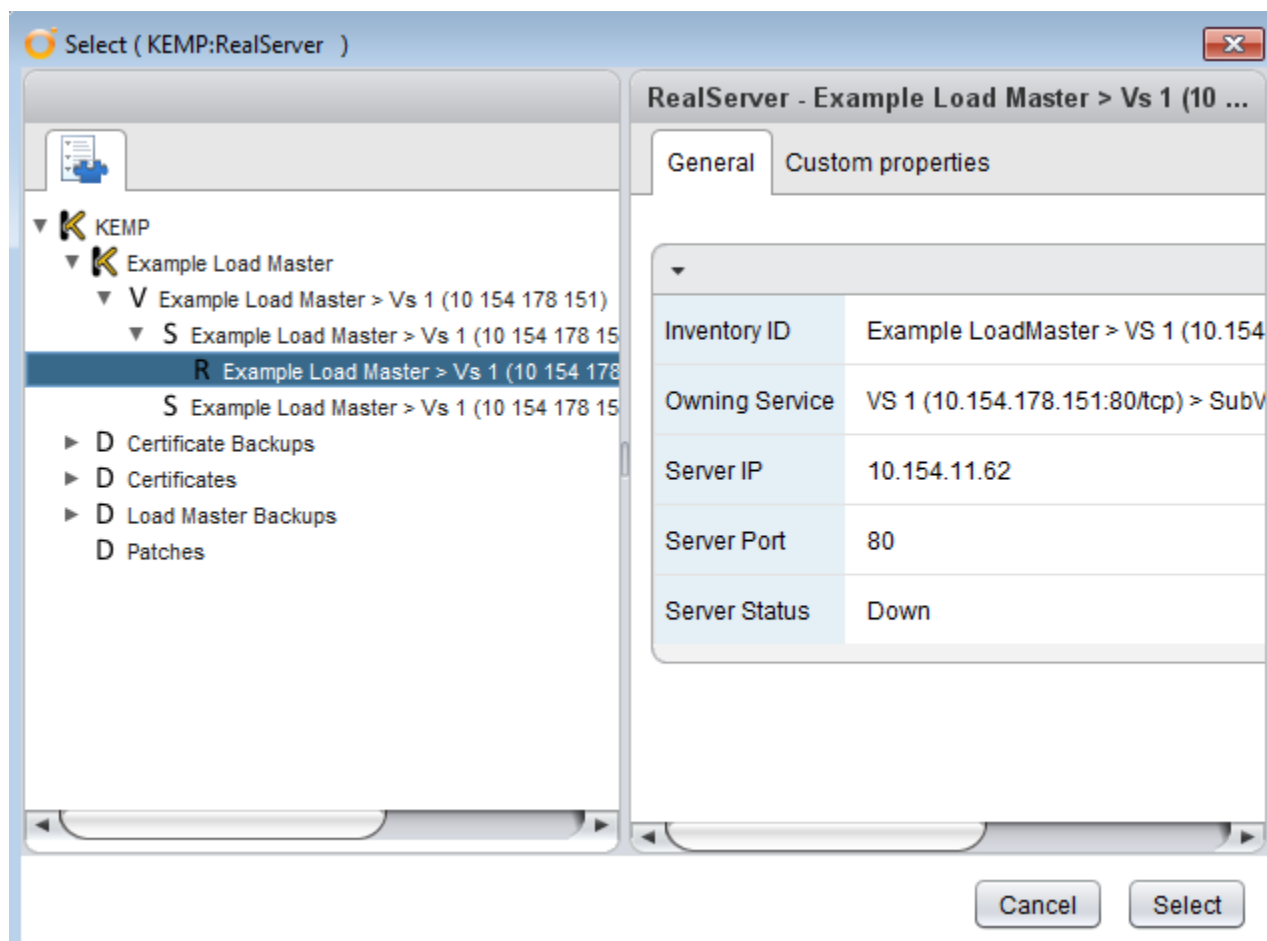 Select ( KEMP:RealServer )
RealServer - Example Load Master > Vs 1 (10 ...
General Custom properties
KEMP
Example Load Master
V Example Load Master > Vs 1 (10 154 178 151)
S Example Load Master > Vs 1 (10 154 178 15
R Example Load Master > Vs 1 (10 154 178
S Example Load Master > Vs 1 (10 154 178 15
D Certificate Backups
D Certificates
D Load Master Backups
D Patches
Inventory ID Example LoadMaster > VS 1 (10.154
Owning Service VS 1 (10.154.178.151:80/tcp) > SubV
Server IP 10.154.11.62
Server Port 80
Server Status Down
Cancel Select